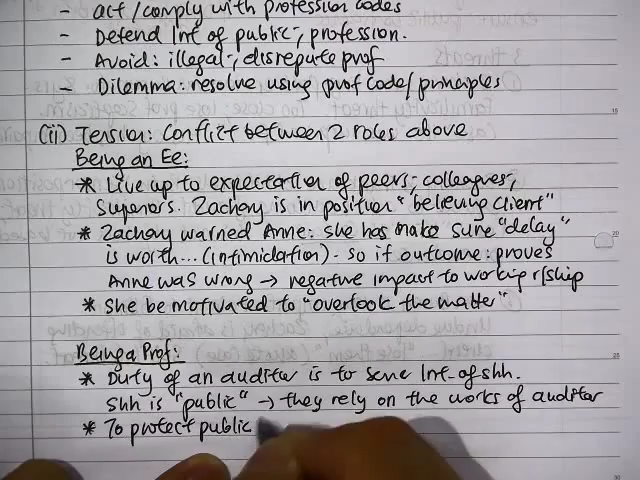 - act/comply with profession codes
- Defend Int of public, profession.
- Avoid: illegal, disrepute prof
- Dilemma: resolve using prof code/principles
(ii) Tension: Conflict between 2 roles above
Being an Ee:
* Live up to expectation of peers, colleagues,
superiors. Zachary is in position "believing client"
* Zachary warned Anne: she has make sure "delay"
is worth...(intimidation). so if outcome: proves
Anne was wrong → negative impact to working r/ship
* She be motivated to "overlook the matter"
Being a Prof:
* Duty of an auditor is to serve Int. of shh.
Shh is "public" → they rely on the works of auditor
* To protect public